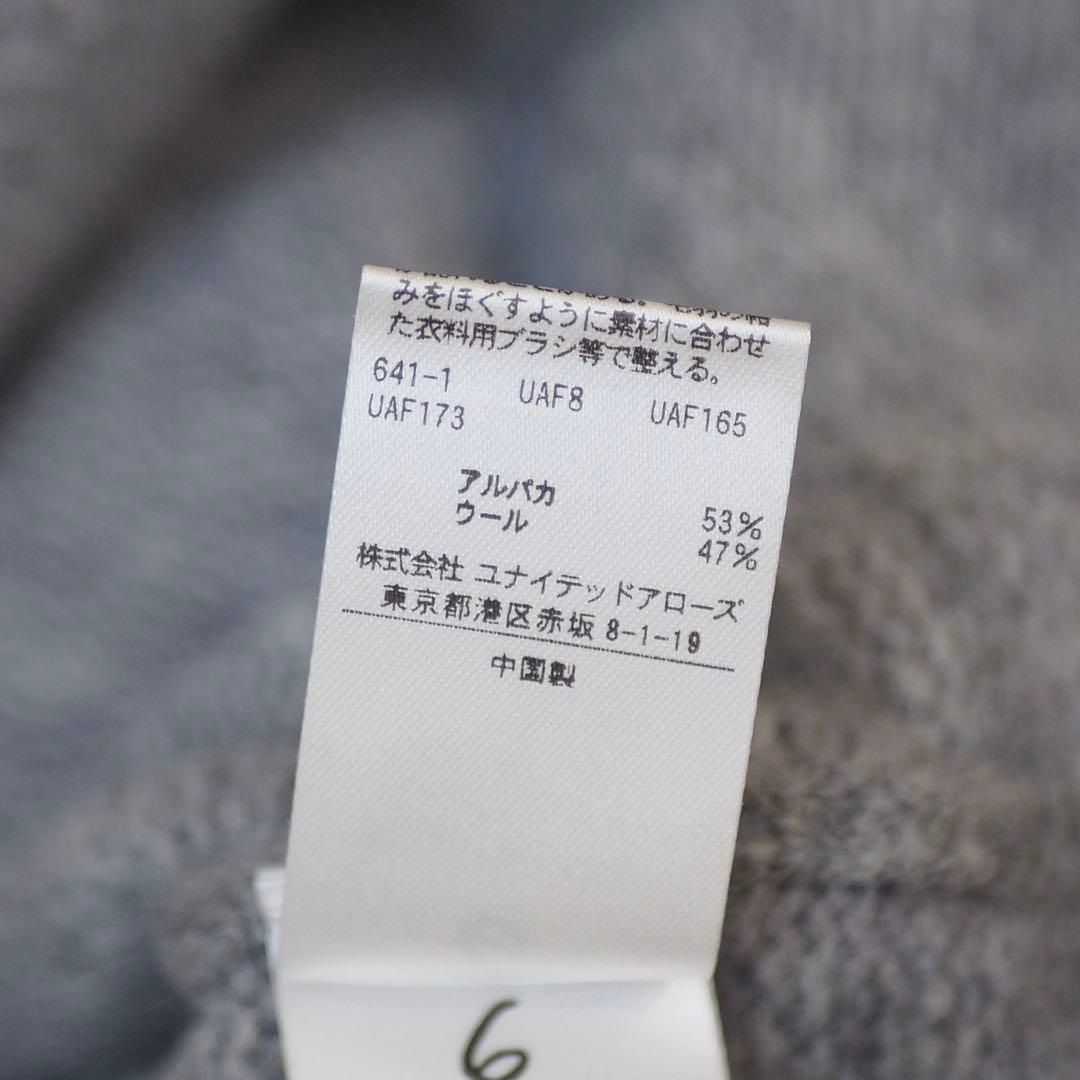 みをほぐすように素材に合わせ
た衣料用ブラシ等で整える。
641-1 UAF8 UAF165
UAF173
アルパカ 53%
ウール 47%
株式会社 ユナイテッドアローズ
東京都港区赤坂 8-1-19
中国製
6